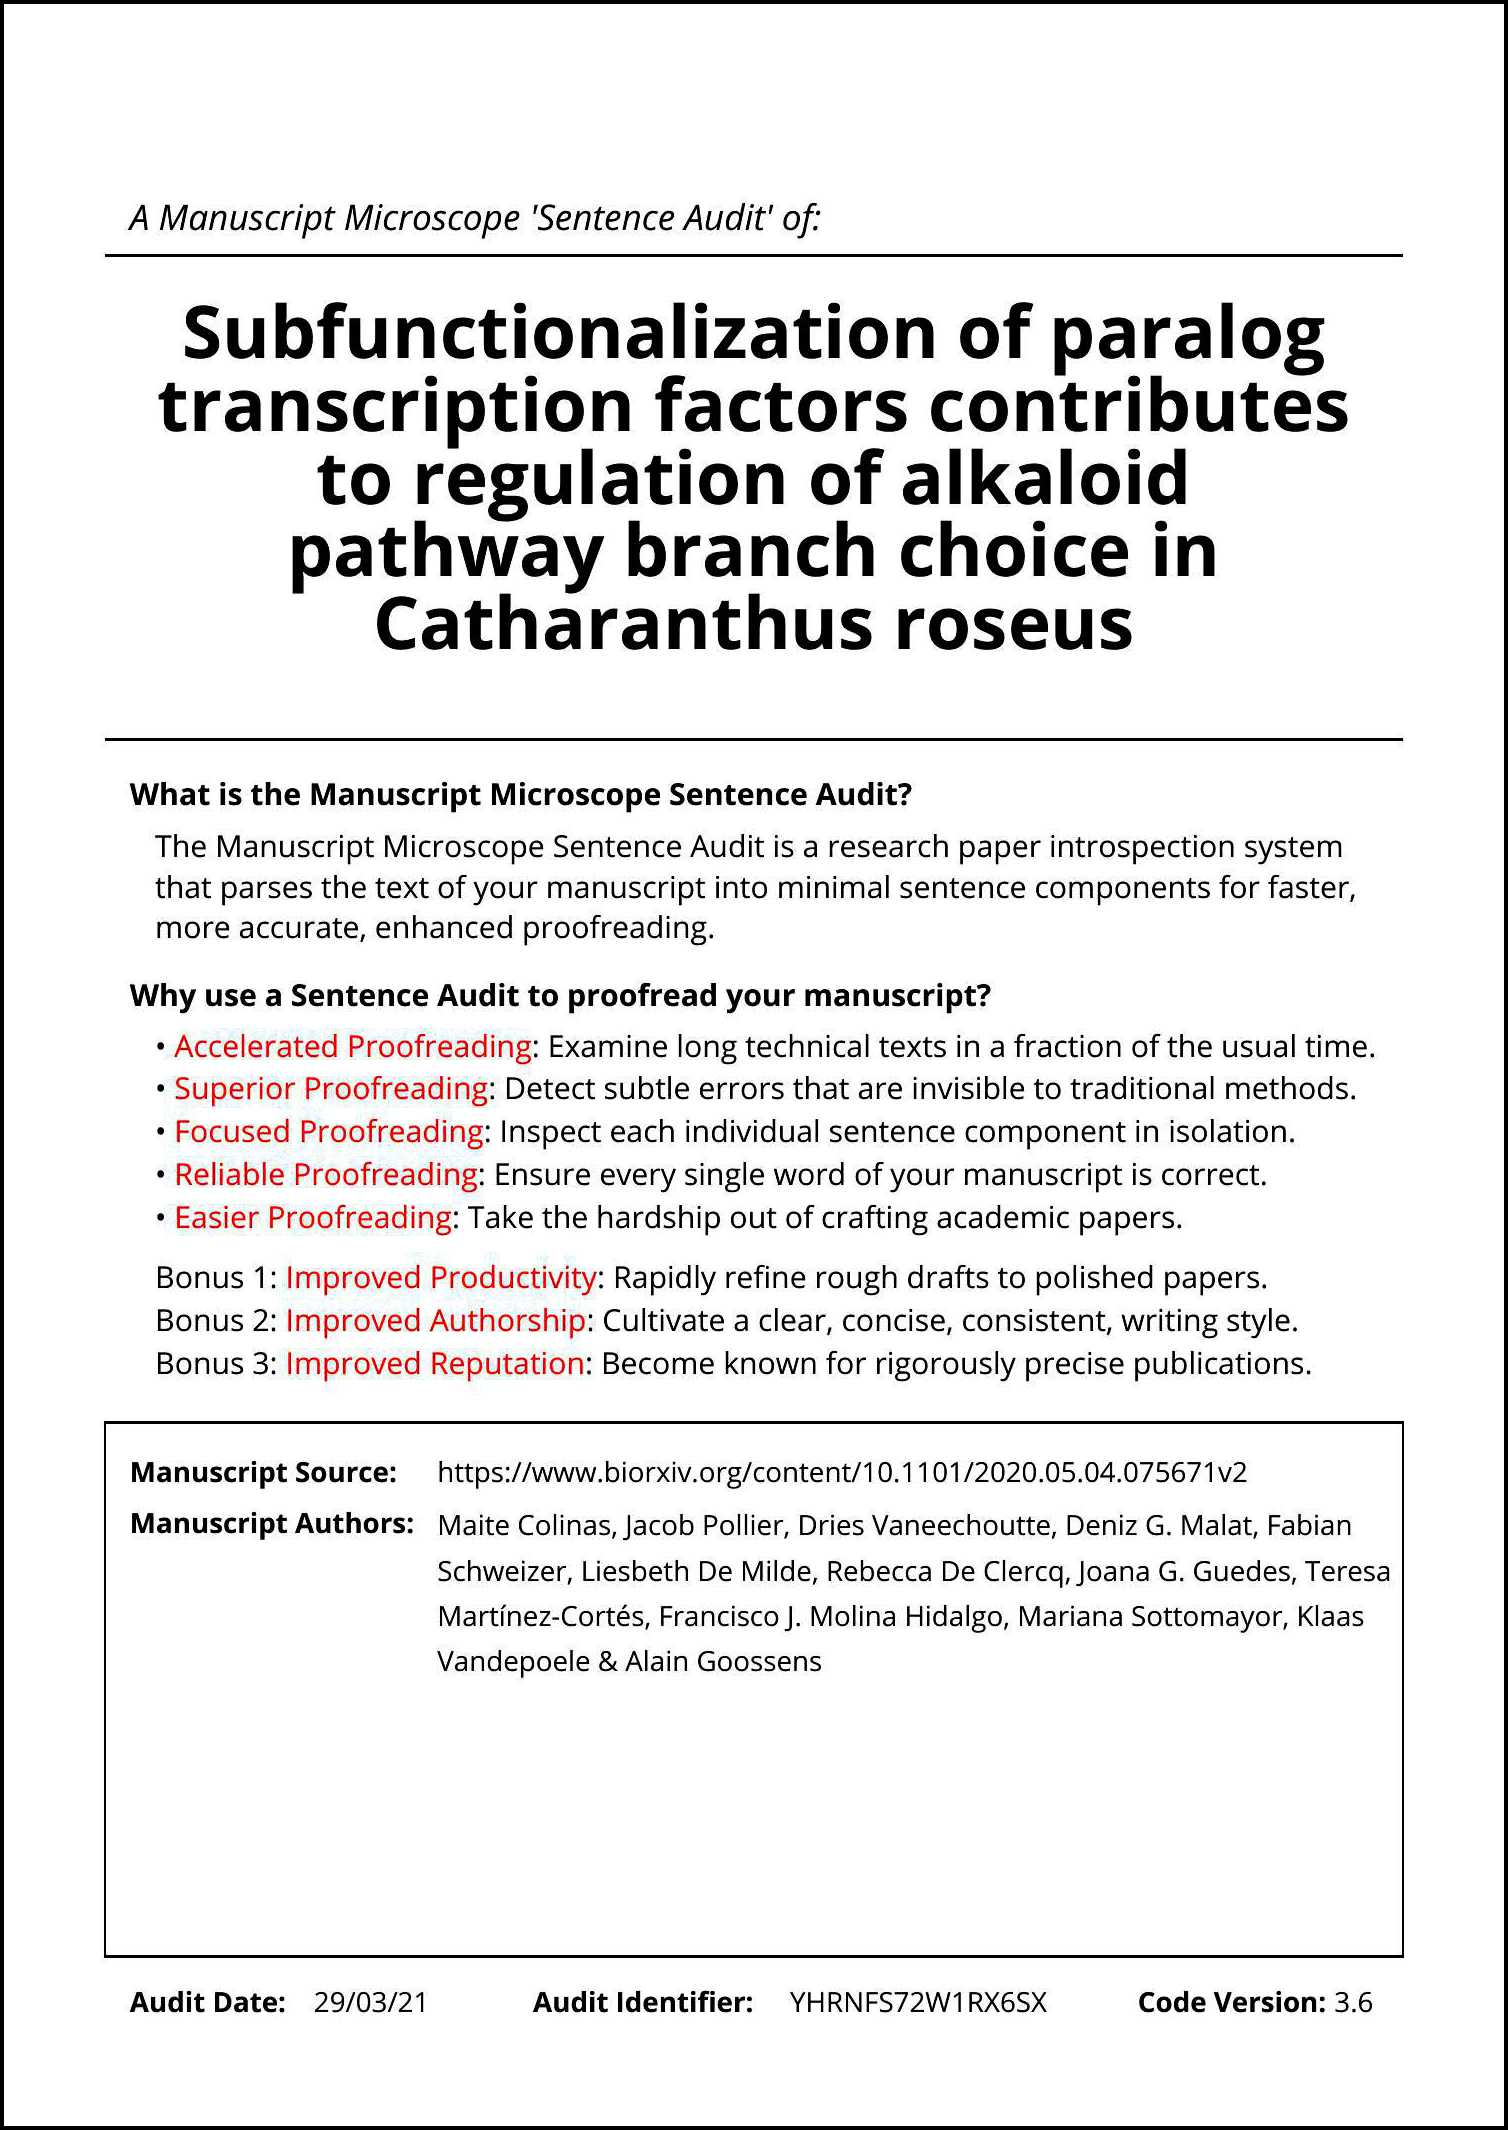 A Manuscript Microscope 'Sentence Audit' of:
Subfunctionalization of paralog
transcription factors contributes
to regulation of alkaloid
pathway branch choice in
Catharanthus roseus
What is the Manuscript Microscope Sentence Audit?
The Manuscript Microscope Sentence Audit is a research paper introspection system
that parses the text of your manuscript into minimal sentence components for faster,
more accurate, enhanced proofreading.
Why use a Sentence Audit to proofread your manuscript?
• Accelerated Proofreading: Examine long technical texts in a fraction of the usual time.
• Superior Proofreading: Detect subtle errors that are invisible to traditional methods.
• Focused Proofreading: Inspect each individual sentence component in isolation.
• Reliable Proofreading: Ensure every single word of your manuscript is correct.
• Easier Proofreading: Take the hardship out of crafting academic papers.
Bonus 1: Improved Productivity: Rapidly refine rough drafts to polished papers.
Bonus 2: Improved Authorship: Cultivate a clear, concise, consistent, writing style.
Bonus 3: Improved Reputation: Become known for rigorously precise publications.
Manuscript Source: https://www.biorxiv.org/content/10.1101/2020.05.04.075671v2
Manuscript Authors: Maite Colinas, Jacob Pollier, Dries Vaneechoutte, Deniz G. Malat, Fabian
Schweizer, Liesbeth De Milde, Rebecca De Clercq, Joana G. Guedes, Teresa
Martínez-Cortés, Francisco J. Molina Hidalgo, Mariana Sottomayor, Klaas
Vandepoele & Alain Goossens
Audit Date: 29/03/21 Audit Identifier: YHRNFS72W1RX6SX Code Version: 3.6